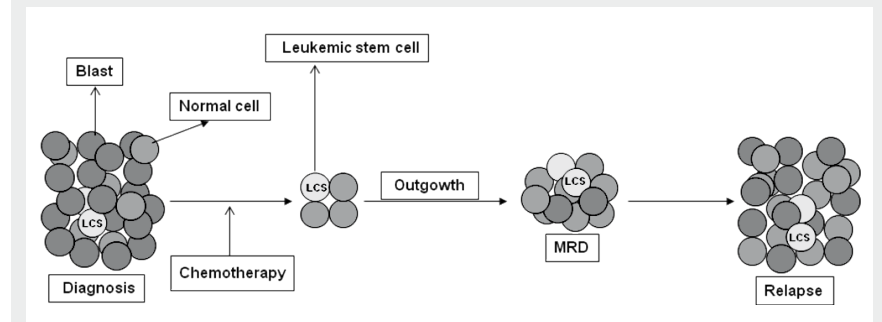 Leukemic stem cell
Blast
Normal cell
LCS
LCS
Outgowth
LCS
LCS
Chemotherapy
MRD
Diagnosis
Relapse